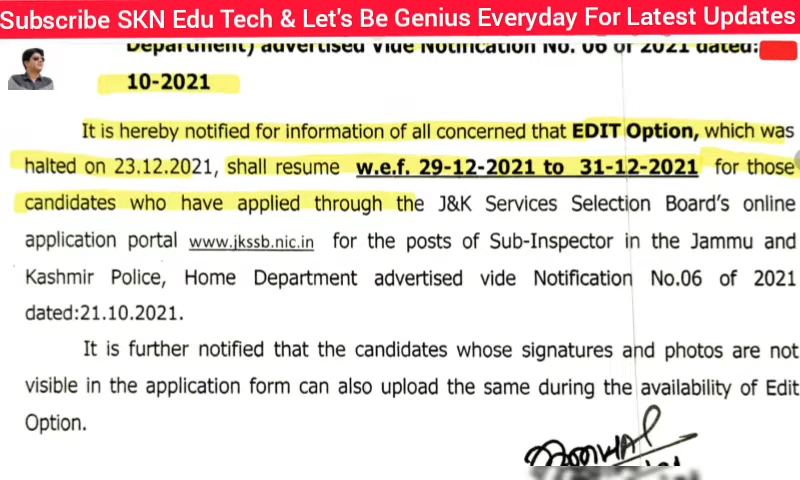 Subscribe SKN Edu Tech & Let's Be Genius Everyday For Latest Updates
Department) advertised Vide Notification No. 06 of 2021 dated:
10-2021
It is hereby notified for information of all concerned that EDIT Option, which was
halted on 23.12.2021, shall resume w.e.f. 29-12-2021 to 31-12-2021 for those
candidates who have applied through the J&K Services Selection Board's online
application portal www.jkssb.nic.in for the posts of Sub-Inspector in the Jammu and
Kashmir Police, Home Department advertised vide Notification No.06 of 2021
dated:21.10.2021.
It is further notified that the candidates whose signatures and photos are not
visible in the application form can also upload the same during the availability of Edit
Option.